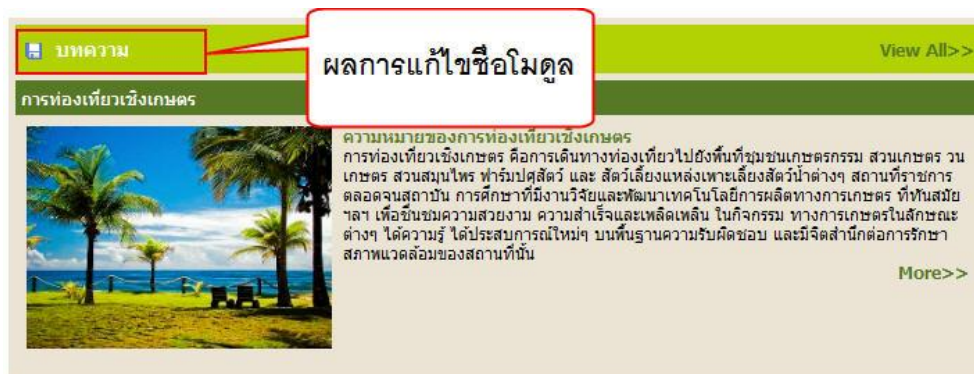 บทความ
ผลการแก้ไขชื่อโมดูล
View All>>
การท่องเที่ยวเชิงเกษตร
ความหมายของการท่องเที่ยวเชิงเกษตร
การท่องเที่ยวเชิงเกษตร คือการเดินทางท่องเที่ยวไปยังพื้นที่ชุมชนเกษตรกรรม สวนเกษตร วน
เกษตร สวนสมุนไพร ฟาร์มปศุสัตว์ และ สัตว์เลี้ยงแหล่งเพาะเลี้ยงสัตว์น้ำต่างๆ สถานที่ราชการ
ตลอดจนสถาบัน การศึกษาที่มีงานวิจัยและพัฒนาเทคโนโลยีการผลิตทางการเกษตร ที่ทันสมัย
ฯลฯ เพื่อชื่นชมความสวยงาม ความสำเร็จและเพลิดเพลิน ในกิจกรรม ทางการเกษตรในลักษณะ
ต่างๆ ได้ความรู้ ได้ประสบการณ์ใหม่ๆ บนพื้นฐานความรับผิดชอบ และมีจิตสำนึกต่อการรักษา
สภาพแวดล้อมของสถานที่นั้น
More>>